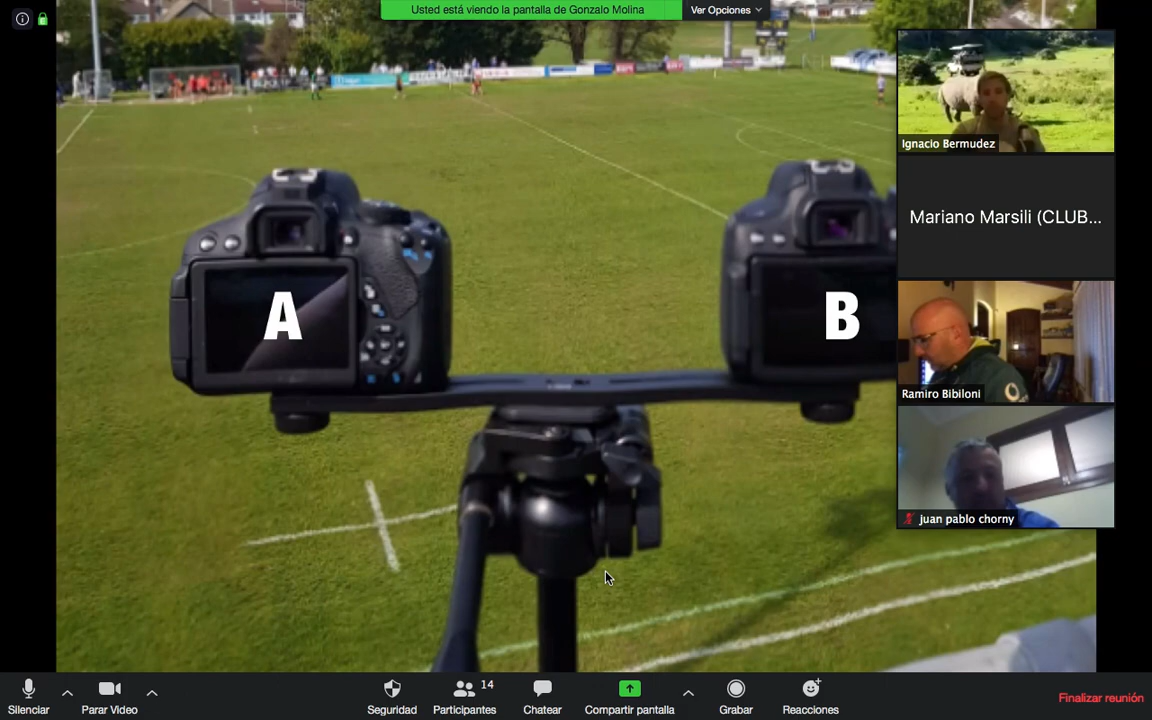 Usted está viendo la pantalla de Gonzalo Molina
Ver Opciones
Ignacio Bermudez
Mariano Marsili (CLUB...
A
B
Ramiro Bibiloni
juan pablo chorny
14
Silenciar
Parar Video
Seguridad
Participantes
Chatear
Compartir pantalla
Grabar
Reacciones
Finalizar reunión